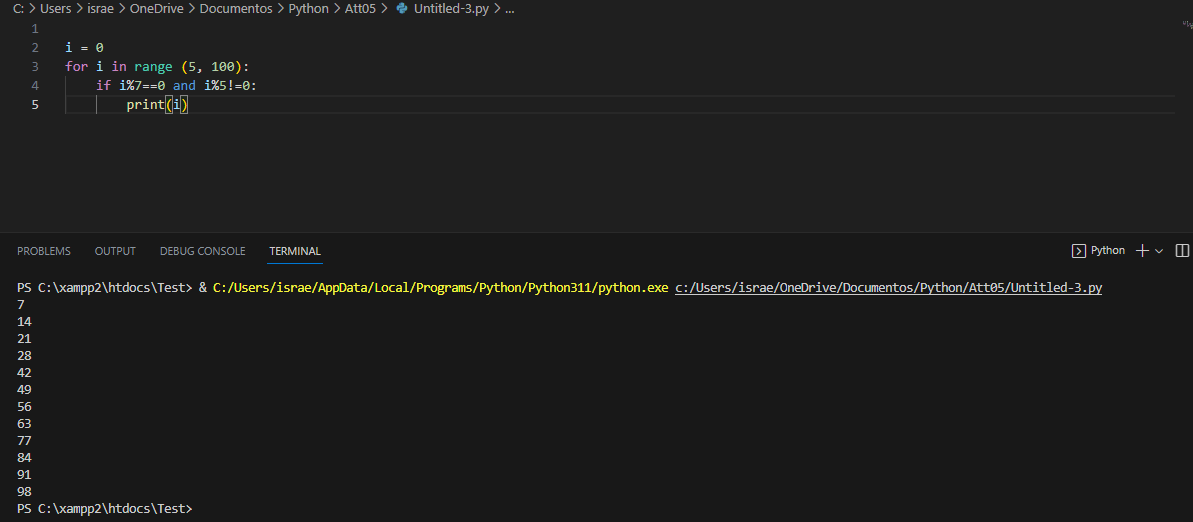 C: > Users > israe > OneDrive > Documentos > Python > Att05 > Untitled-3.py > ...
1
2 i = 0
3 for i in range (5, 100):
4 if i%7==0 and i%5!=0:
5 print(i)
PROBLEMS OUTPUT DEBUG CONSOLE TERMINAL Python
PS C:\xampp2\htdocs\Test> & C:/Users/israe/AppData/Local/Programs/Python/Python311/python.exe c:/Users/israe/OneDrive/Documentos/Python/Att05/Untitled-3.py
7
14
21
28
42
49
56
63
77
84
91
98
PS C:\xampp2\htdocs\Test>